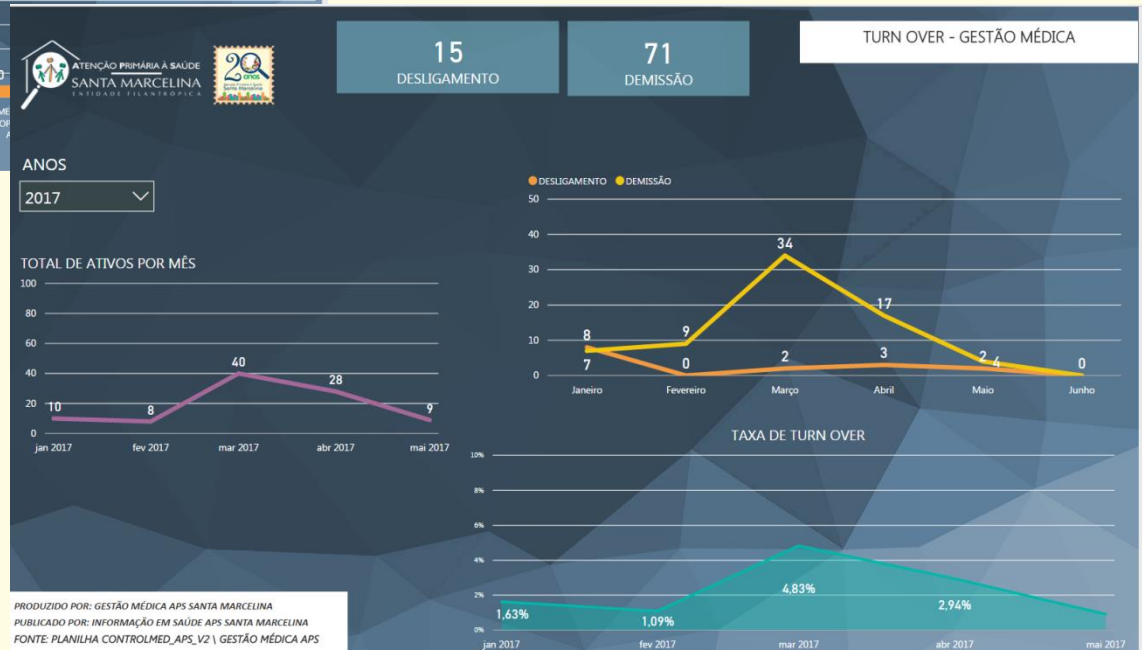 ATENÇÃO PRIMÁRIA À SAÚDE
SANTA MARCELINA
ENTIDADE FILANTRÓPICA
20
anos
Santa Marcelina
15
DESLIGAMENTO
71
DEMISSÃO
TURN OVER - GESTÃO MÉDICA
ANOS
2017
TOTAL DE ATIVOS POR MÊS
100
80
60
40
20
0
10
8
40
28
9
jan 2017
fev 2017
mar 2017
abr 2017
mai 2017
DESLIGAMENTO DEMISSÃO
50
40
30
20
10
0
8
7
9
0
34
2
17
3
2
4
0
Janeiro
Fevereiro
Março
Abril
Maio
Junho
TAXA DE TURN OVER
10%
8%
6%
4%
2%
0%
1,63%
1,09%
4,83%
2,94%
jan 2017
fev 2017
mar 2017
abr 2017
mai 2017
PRODUZIDO POR: GESTÃO MÉDICA APS SANTA MARCELINA
PUBLICADO POR: INFORMAÇÃO EM SAÚDE APS SANTA MARCELINA
FONTE: PLANILHA CONTROLMED_APS_V2 \ GESTÃO MÉDICA APS